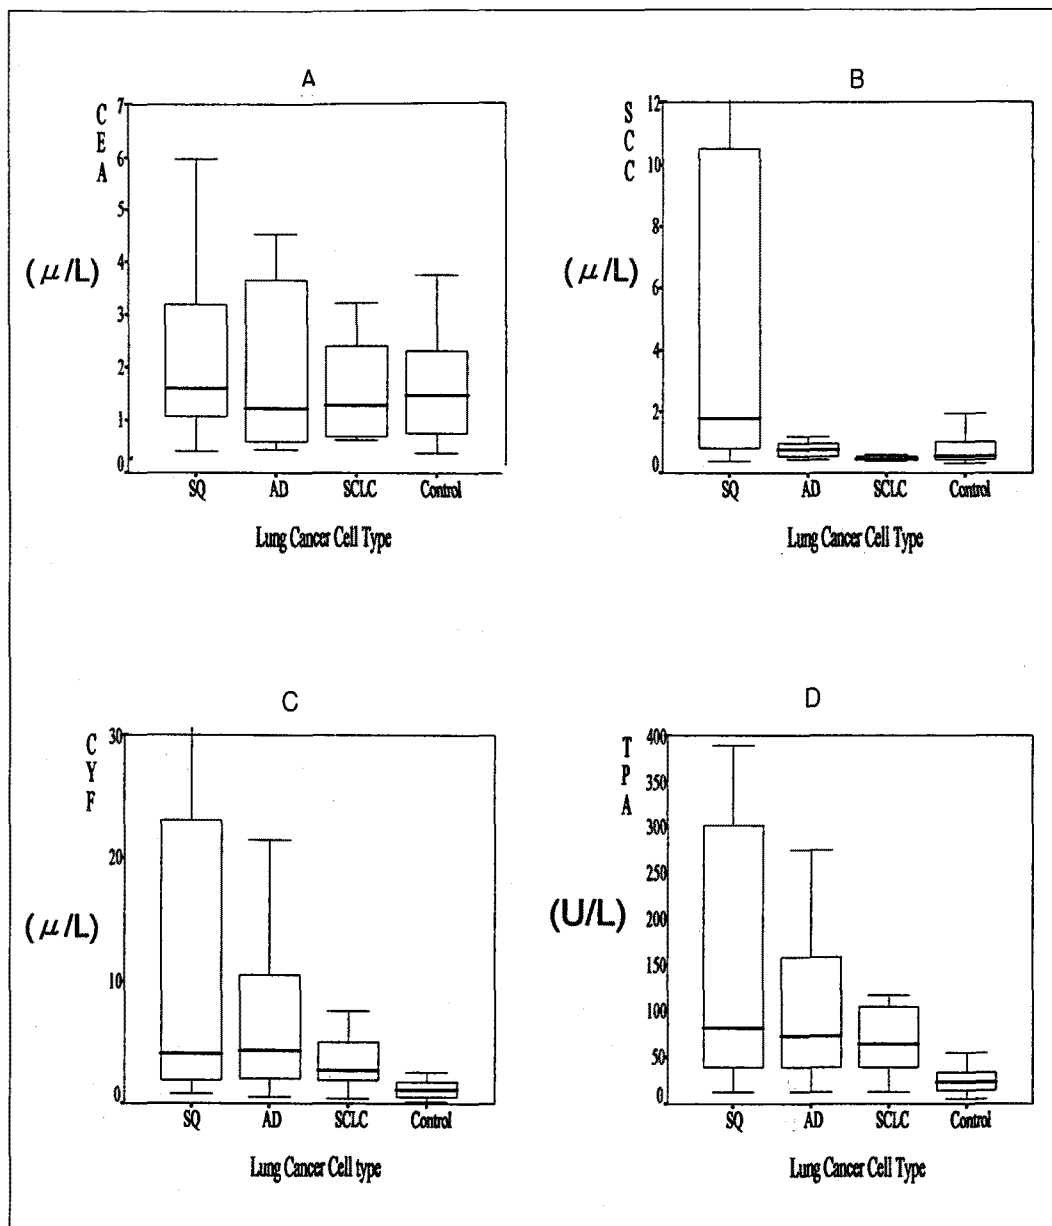 A
CEA
(μ/L)
7
6
5
4
3
2
1
0
SQ AD SCLC Control
Lung Cancer Cell Type
B
SCC
(μ/L)
12
10
8
6
4
2
0
SQ AD SCLC Control
Lung Cancer Cell Type
C
CYF
(μ/L)
30
20
10
0
SQ AD SCLC Control
Lung Cancer Cell type
D
TPA
(U/L)
400
350
300
250
200
150
100
50
0
SQ AD SCLC Control
Lung Cancer Cell Type